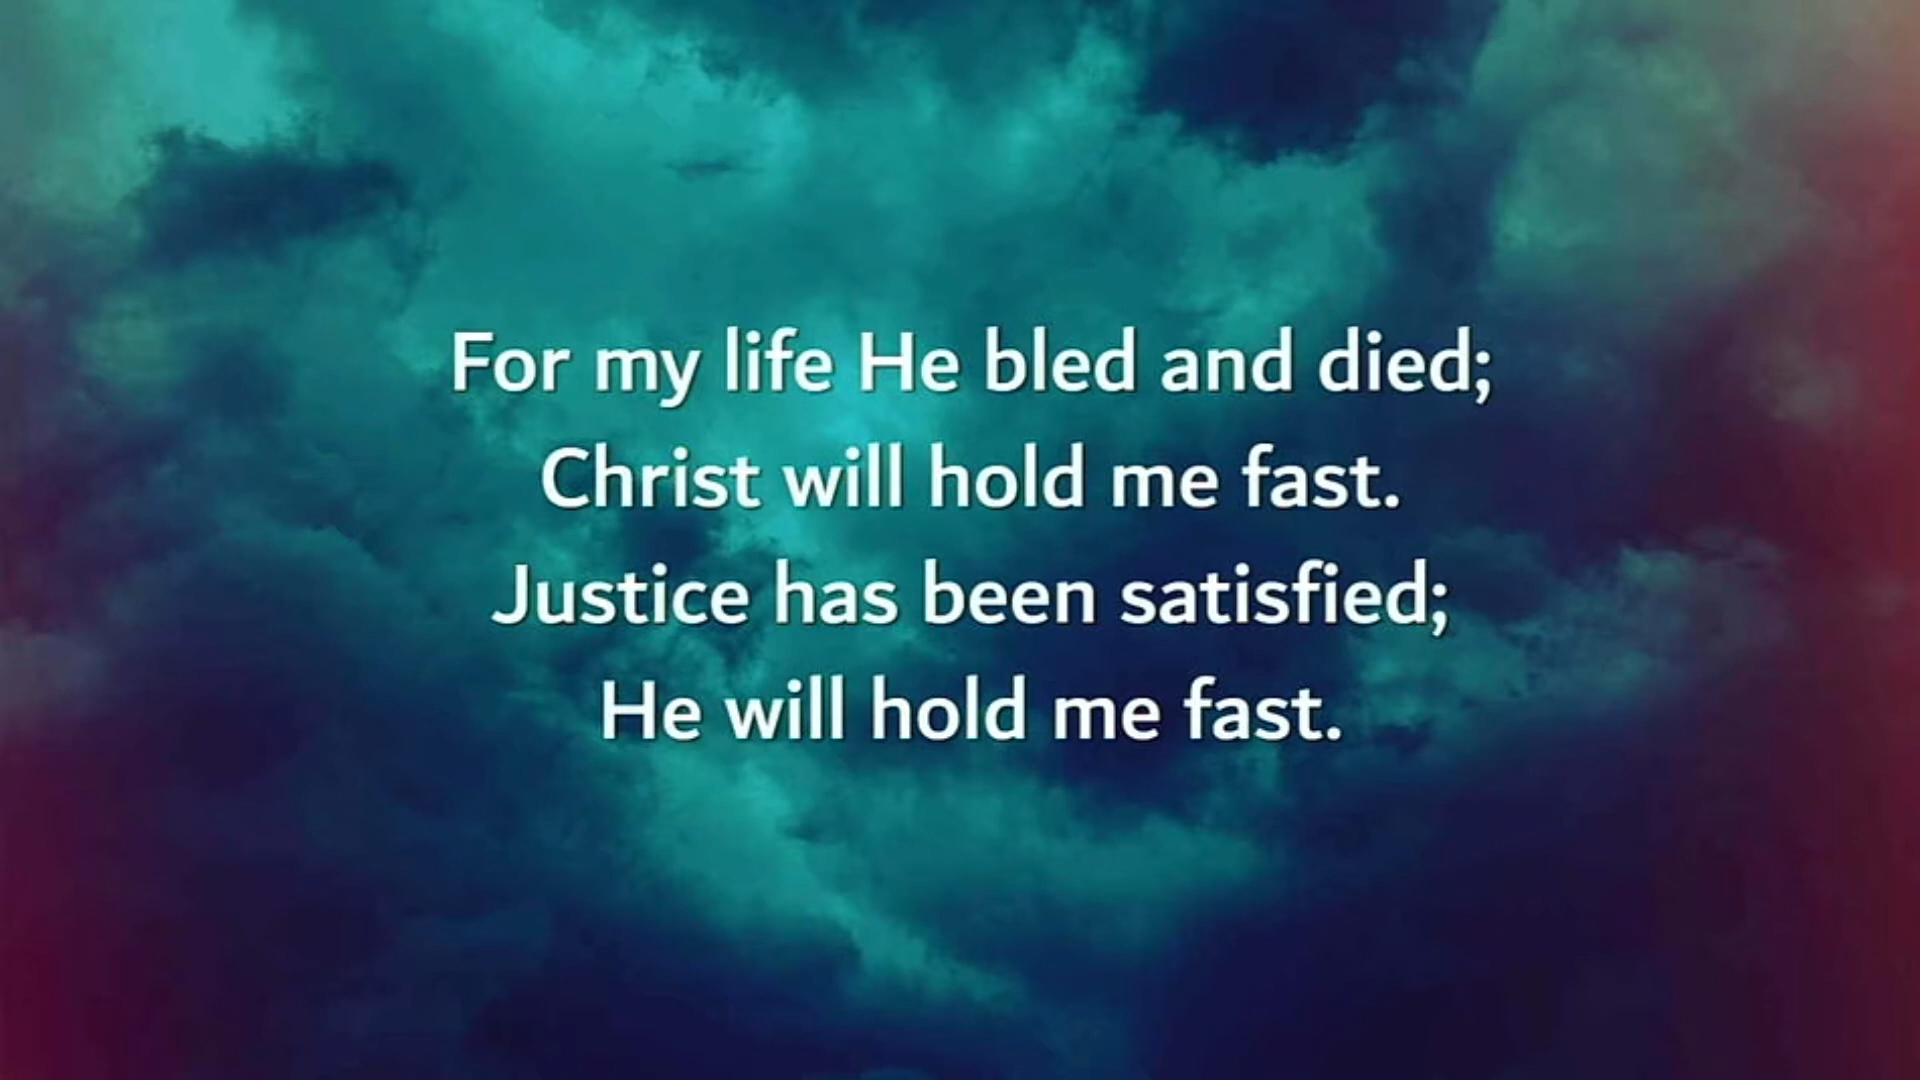 For my life He bled and died;
Christ will hold me fast.
Justice has been satisfied;
He will hold me fast.